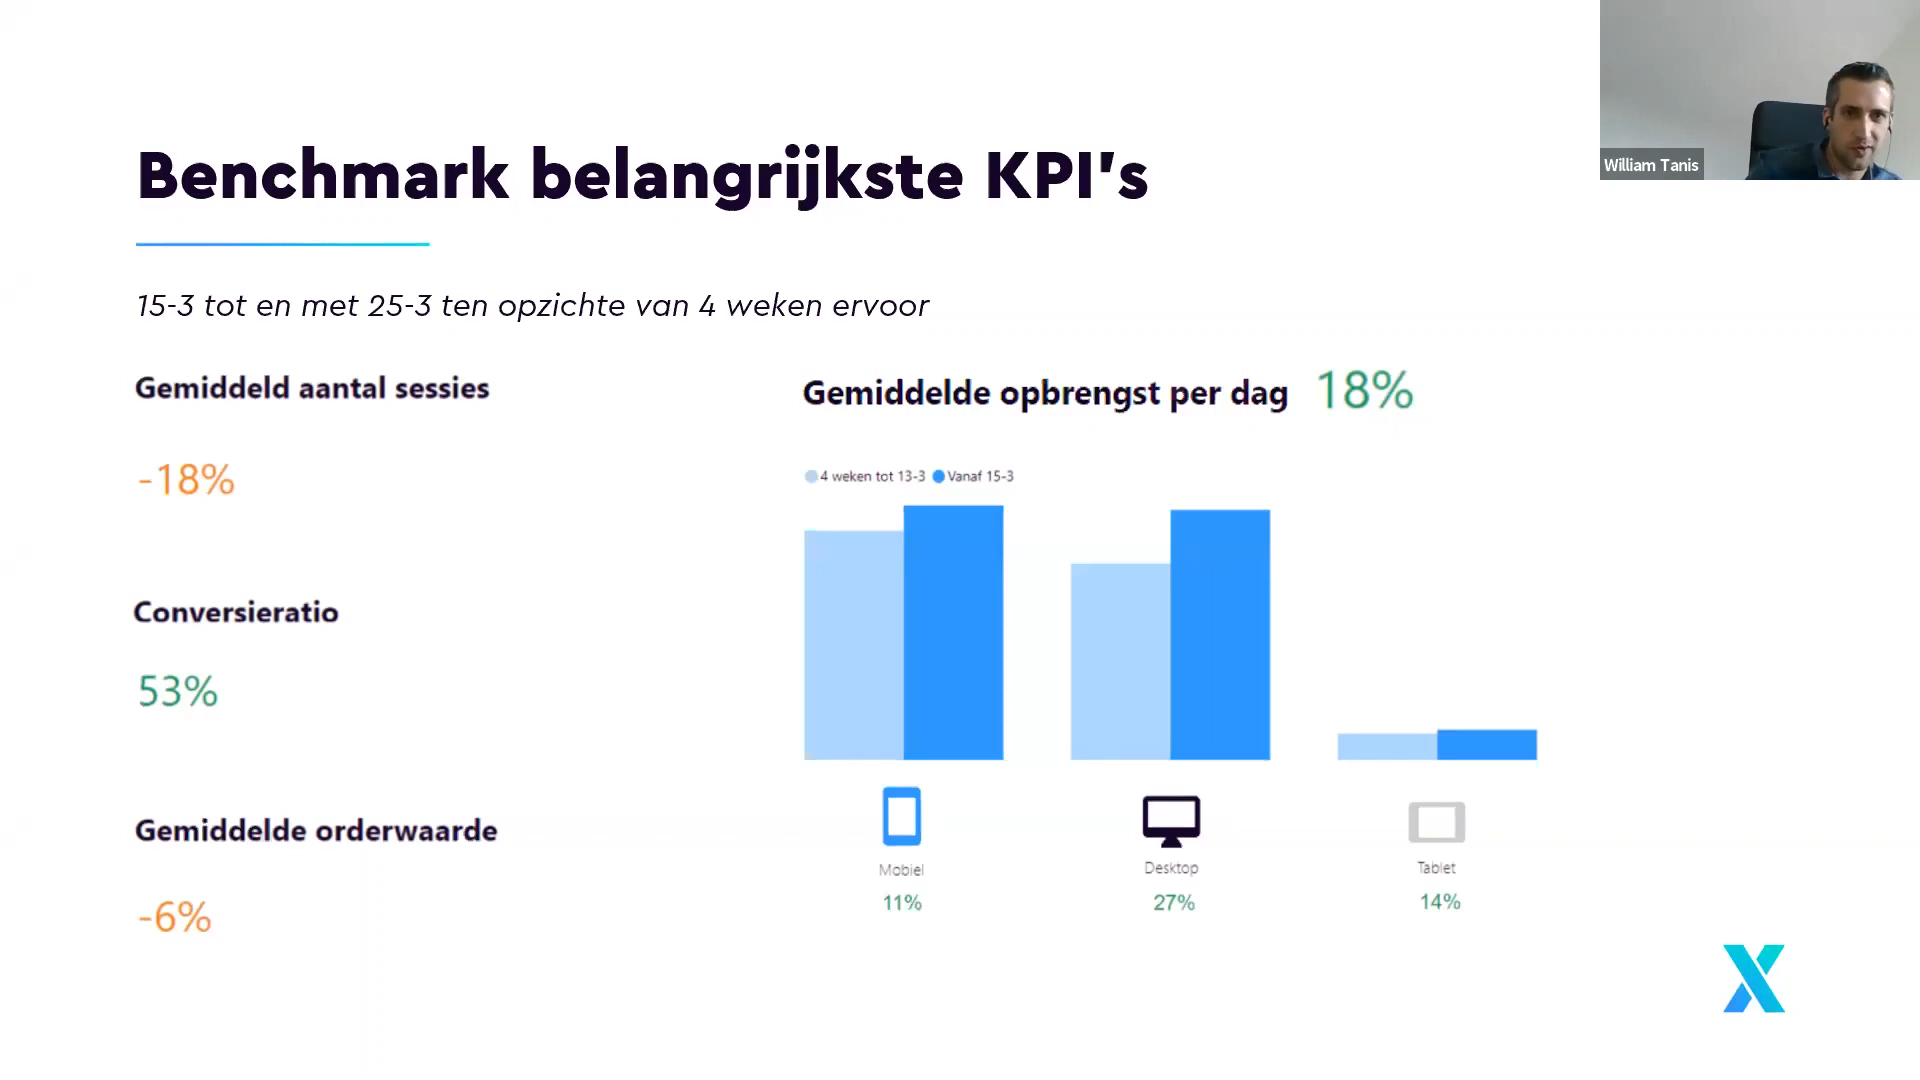 Benchmark belangrijkste KPI's
William Tanis
15-3 tot en met 25-3 ten opzichte van 4 weken ervoor
Gemiddeld aantal sessies
-18%
Conversieratio
53%
Gemiddelde orderwaarde
-6%
Gemiddelde opbrengst per dag 18%
4 weken tot 13-3 Vanaf 15-3
Mobiel Desktop Tablet
11% 27% 14%